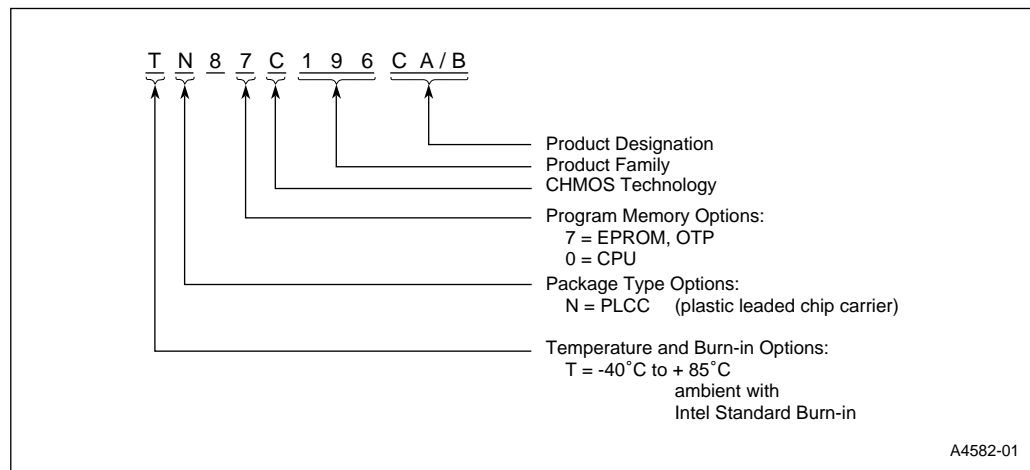 T N 8 7 C 1 9 6 C A / B
Product Designation
Product Family
CHMOS Technology
Program Memory Options:
7 = EPROM, OTP
0 = CPU
Package Type Options:
N = PLCC (plastic leaded chip carrier)
Temperature and Burn-in Options:
T = -40˚C to + 85˚C
ambient with
Intel Standard Burn-in
A4582-01